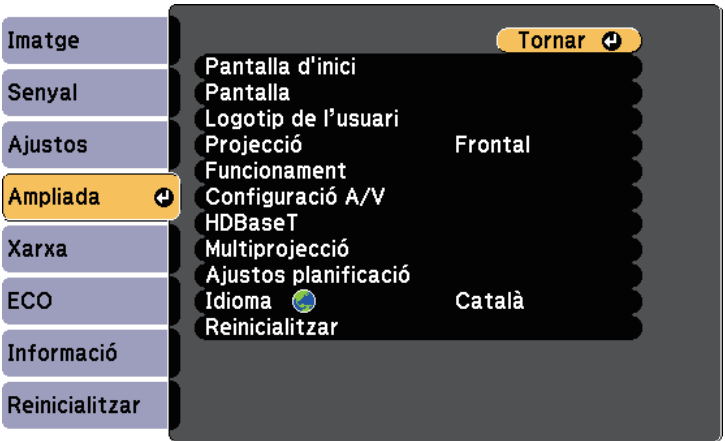 Imatge
Senyal
Ajustos
Ampliada
Xarxa
ECO
Informació
Reinicialitzar
Tornar
Pantalla d'inici
Pantalla
Logotip de l’usuari
Projecció Frontal
Funcionament
Configuració A/V
HDBaseT
Multiprojecció
Ajustos planificació
Idioma Català
Reinicialitzar